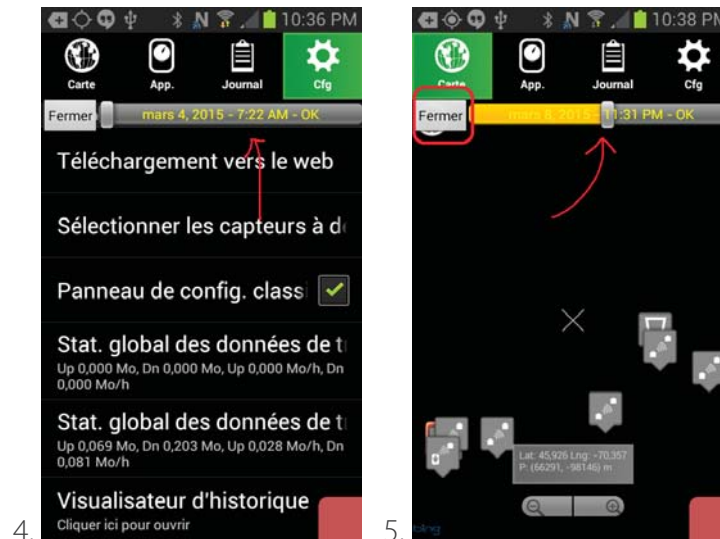 10:36 PM
Carte App. Journal Cfg
Fermer mars 4, 2015 - 7:22 AM - OK
Téléchargement vers le web
Sélectionner les capteurs à d
Panneau de config. class
Stat. global des données de t
Up 0,000 Mo, Dn 0,000 Mo, Up 0,000 Mo/h, Dn
0,000 Mo/h
Stat. global des données de t
Up 0,069 Mo, Dn 0,203 Mo, Up 0,028 Mo/h, Dn
0,081 Mo/h
Visualisateur d'historique
Cliquer ici pour ouvrir
4.
10:38 PM
Carte App. Journal Cfg
Fermer mars 8, 2015 - 11:31 PM - OK
Lat: 45,926 Lng: -70,357
P: (66291, -98146) m
bing
5.